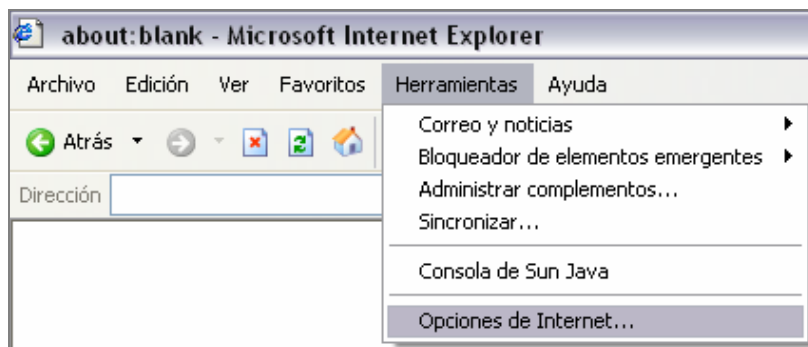 about:blank - Microsoft Internet Explorer
Archivo Edición Ver Favoritos Herramientas Ayuda
Atrás
Dirección
Correo y noticias
Bloqueador de elementos emergentes
Administrar complementos...
Sincronizar...
Consola de Sun Java
Opciones de Internet...